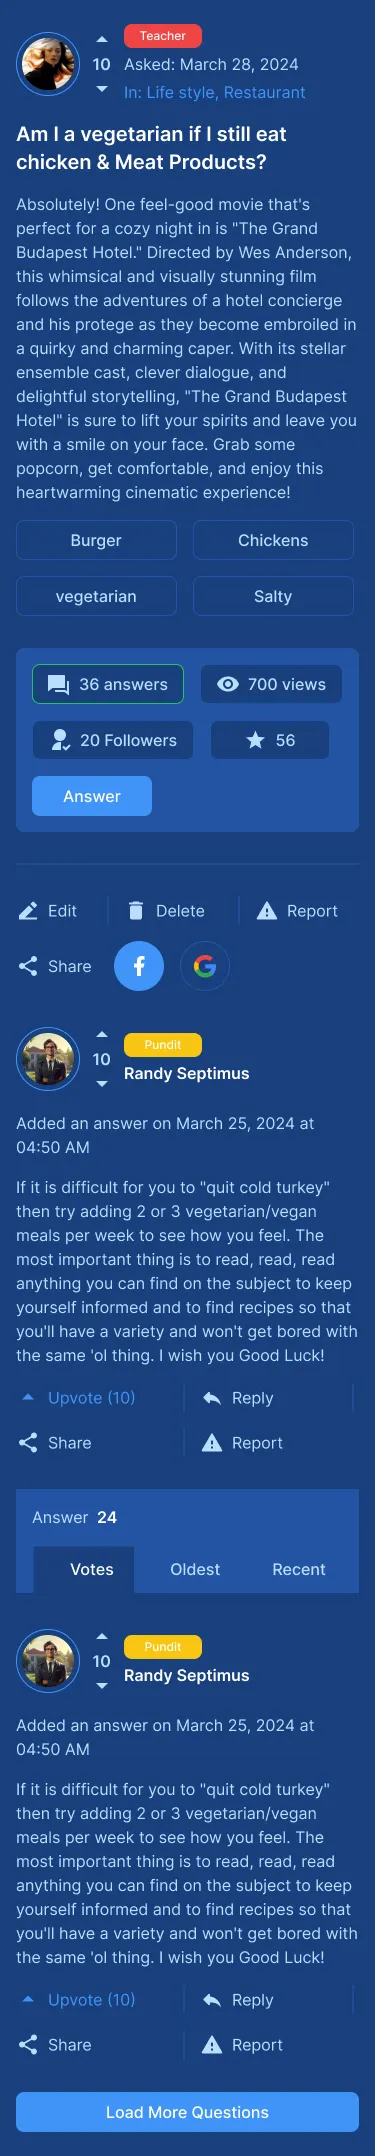 Teacher
10
Asked: March 28, 2024
In: Life style, Restaurant
Am I a vegetarian if I still eat
chicken & Meat Products?
Absolutely! One feel-good movie that's
perfect for a cozy night in is "The Grand
Budapest Hotel." Directed by Wes Anderson,
this whimsical and visually stunning film
follows the adventures of a hotel concierge
and his protege as they become embroiled in
a quirky and charming caper. With its stellar
ensemble cast, clever dialogue, and
delightful storytelling, "The Grand Budapest
Hotel" is sure to lift your spirits and leave you
with a smile on your face. Grab some
popcorn, get comfortable, and enjoy this
heartwarming cinematic experience!
Burger Chickens
vegetarian Salty
36 answers 700 views
20 Followers 56
Answer
Edit Delete Report
Share
Pundit
10
Randy Septimus
Added an answer on March 25, 2024 at
04:50 AM
If it is difficult for you to "quit cold turkey"
then try adding 2 or 3 vegetarian/vegan
meals per week to see how you feel. The
most important thing is to read, read, read
anything you can find on the subject to keep
yourself informed and to find recipes so that
you'll have a variety and won't get bored with
the same 'ol thing. I wish you Good Luck!
Upvote (10) Reply
Share Report
Answer 24
Votes Oldest Recent
Pundit
10
Randy Septimus
Added an answer on March 25, 2024 at
04:50 AM
If it is difficult for you to "quit cold turkey"
then try adding 2 or 3 vegetarian/vegan
meals per week to see how you feel. The
most important thing is to read, read, read
anything you can find on the subject to keep
yourself informed and to find recipes so that
you'll have a variety and won't get bored with
the same 'ol thing. I wish you Good Luck!
Upvote (10) Reply
Share Report
Load More Questions